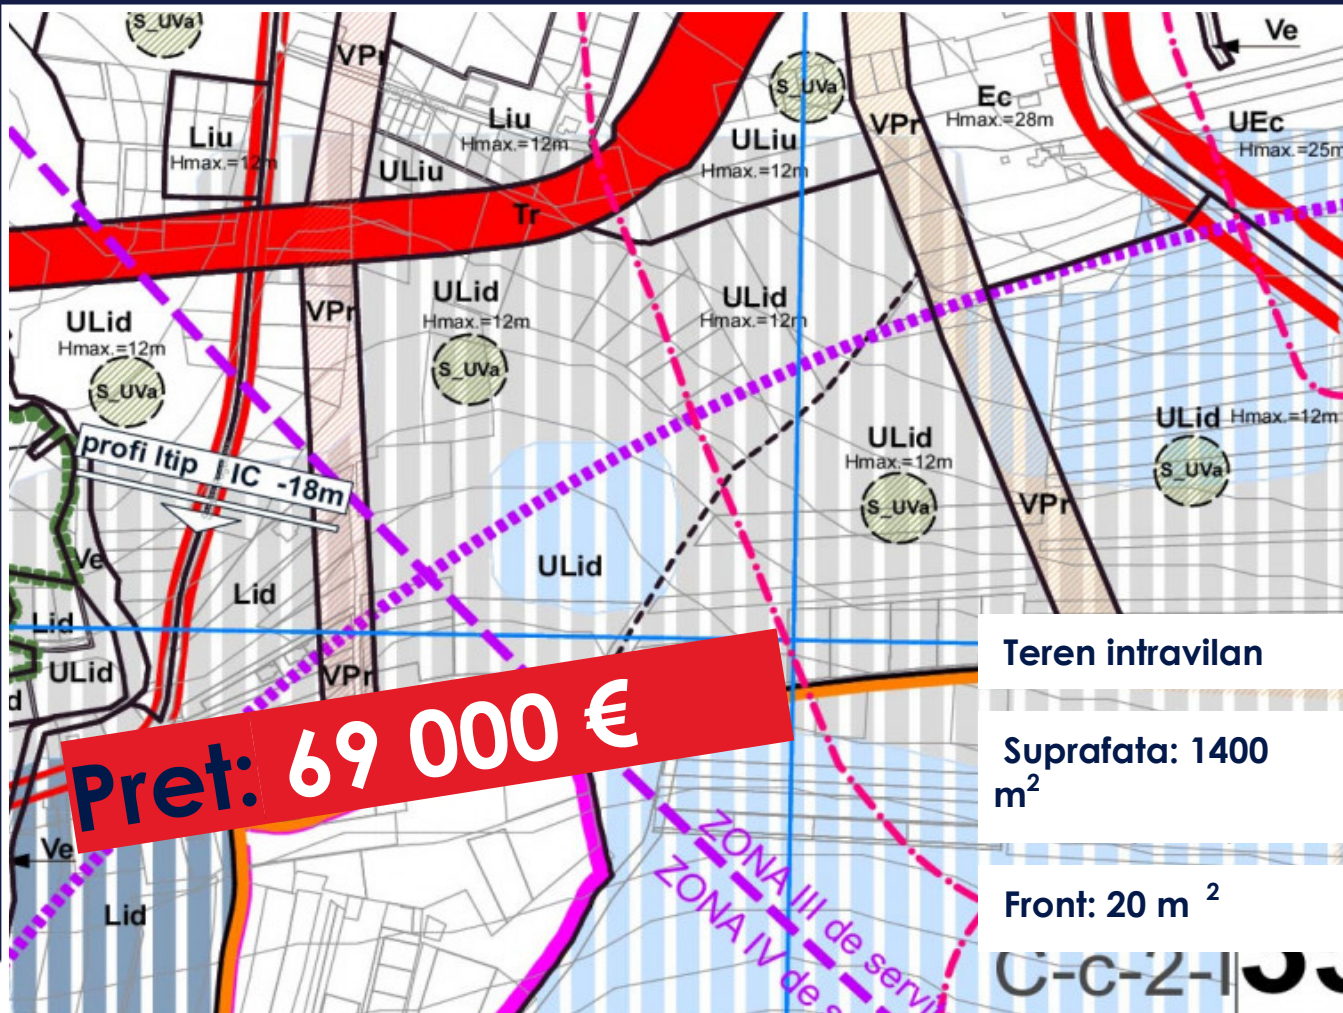 S_UVa
VPr
Ve
Liu
Hmax.=12m
Liu
Hmax.=12m
ULiu
S_UVa
ULiu
Hmax.=12m
VPr
Ec
Hmax.=28m
UEc
Hmax.=25m
Tr
ULid
Hmax.=12m
S_UVa
VPr
ULid
Hmax.=12m
S_UVa
ULid
Hmax.=12m
ULid
Hmax.=12m
S_UVa
ULid Hmax.=12m
S_UVa
profi ltip IC -18m
VPr
Ve
Lid
ULid
Lid
ULid
d
VPr
Teren intravilan
Suprafata: 1400
m²
Front: 20 m ²
Pret: 69 000 €
Ve
Lid
ZONA III de servi
ZONA IV de s
C-c-2-I